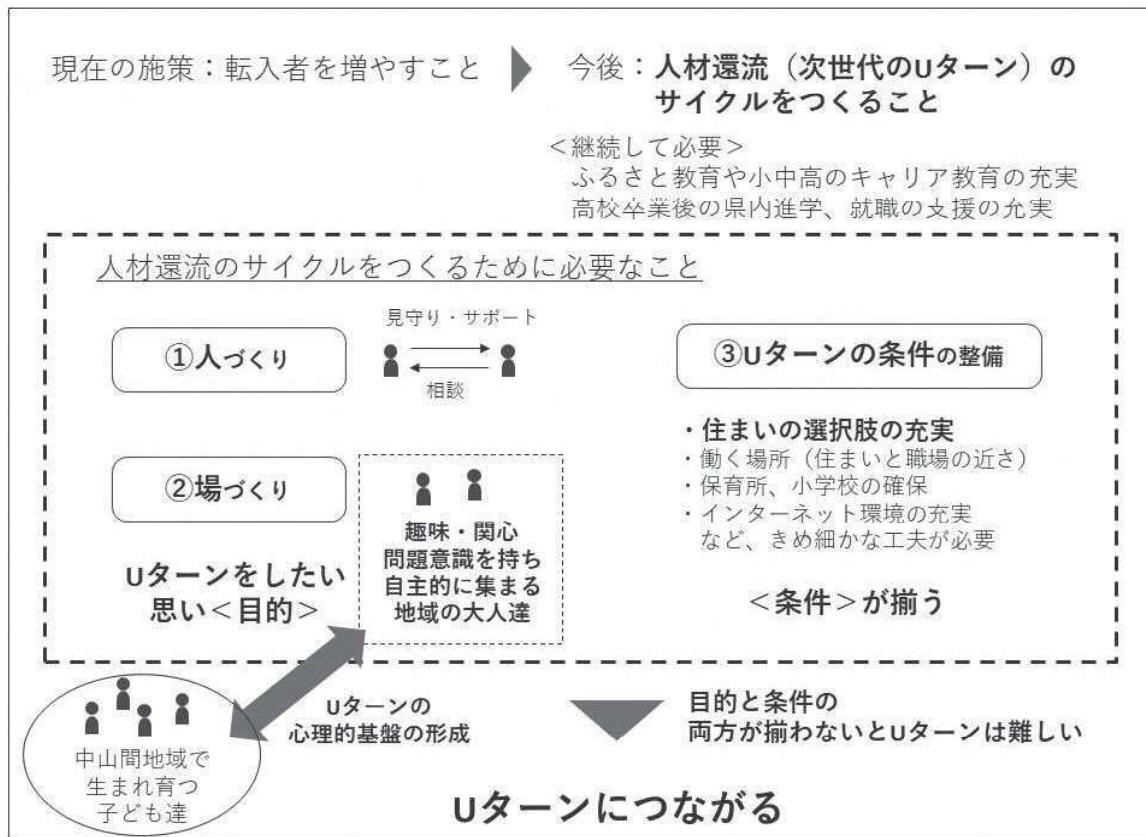 現在の施策：転入者を増やすこと
今後：人材還流（次世代のUターン）の
サイクルをつくること
＜継続して必要＞
ふるさと教育や小中高のキャリア教育の充実
高校卒業後の県内進学、就職の支援の充実
人材還流のサイクルをつくるために必要なこと
①人づくり
見守り・サポート
相談
②場づくり
趣味・関心
問題意識を持ち
自主的に集まる
地域の大人達
Uターンをしたい
思い＜目的＞
③Uターンの条件の整備
・住まいの選択肢の充実
・働く場所（住まいと職場の近さ）
・保育所、小学校の確保
・インターネット環境の充実
など、きめ細かな工夫が必要
＜条件＞が揃う
中山間地域で
生まれ育つ
子ども達
Uターンの
心理的基盤の形成
目的と条件の
両方が揃わないとUターンは難しい
Uターンにつながる